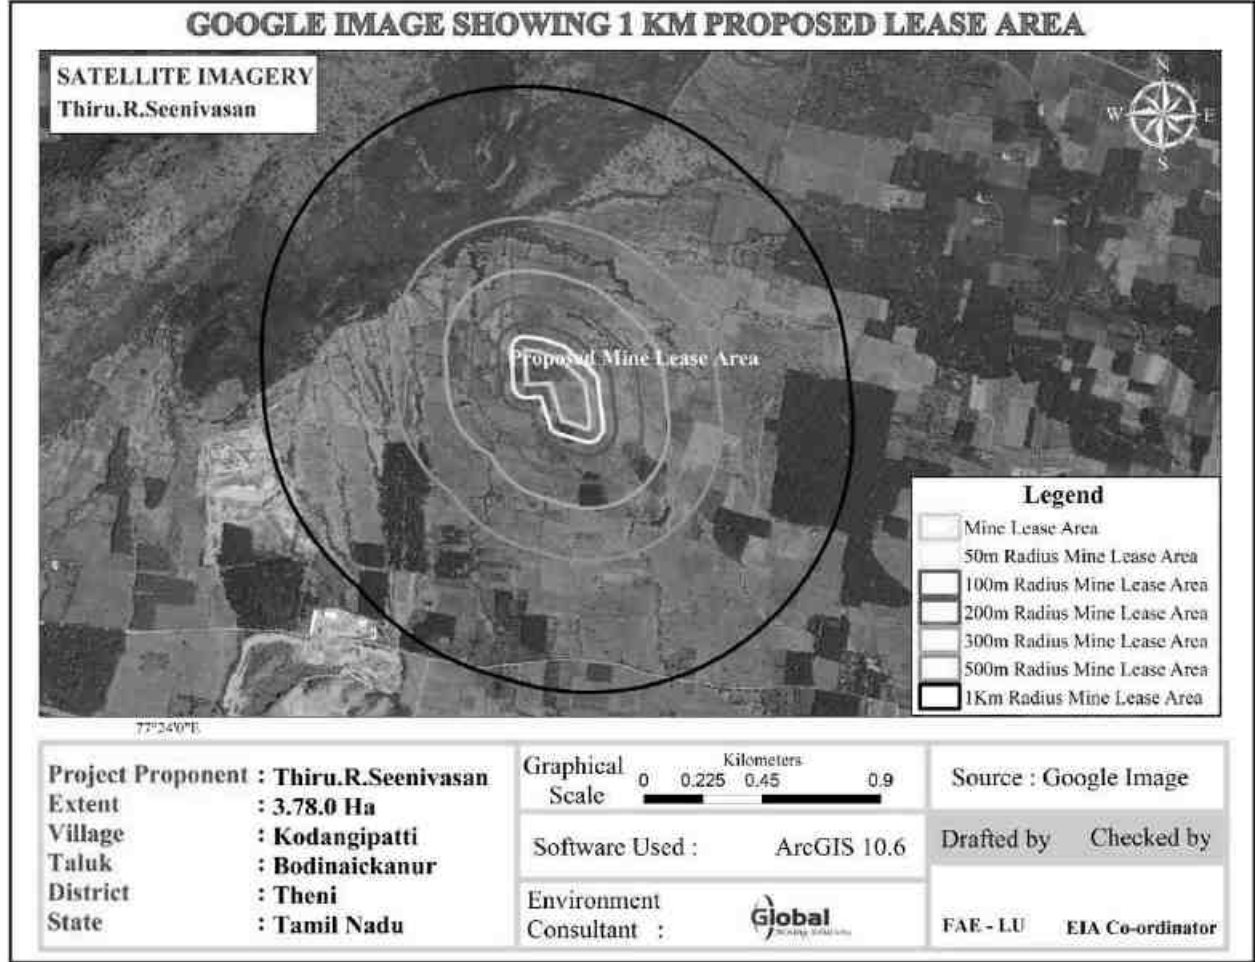 GOOGLE IMAGE SHOWING 1 KM PROPOSED LEASE AREA
SATELLITE IMAGERY
Thiru.R.Seenivasan
N
W E
S
Proposed Mine Lease Area
Legend
Mine Lease Area
50m Radius Mine Lease Area
100m Radius Mine Lease Area
200m Radius Mine Lease Area
300m Radius Mine Lease Area
500m Radius Mine Lease Area
1Km Radius Mine Lease Area
77°24'0"E
Project Proponent : Thiru.R.Seenivasan
Extent : 3.78.0 Ha
Village : Kodangipatti
Taluk : Bodinaickanur
District : Theni
State : Tamil Nadu
Graphical Scale
Kilometers
0 0.225 0.45 0.9
Software Used : ArcGIS 10.6
Environment
Consultant :
Global
Source : Google Image
Drafted by Checked by
FAE - LU EIA Co-ordinator